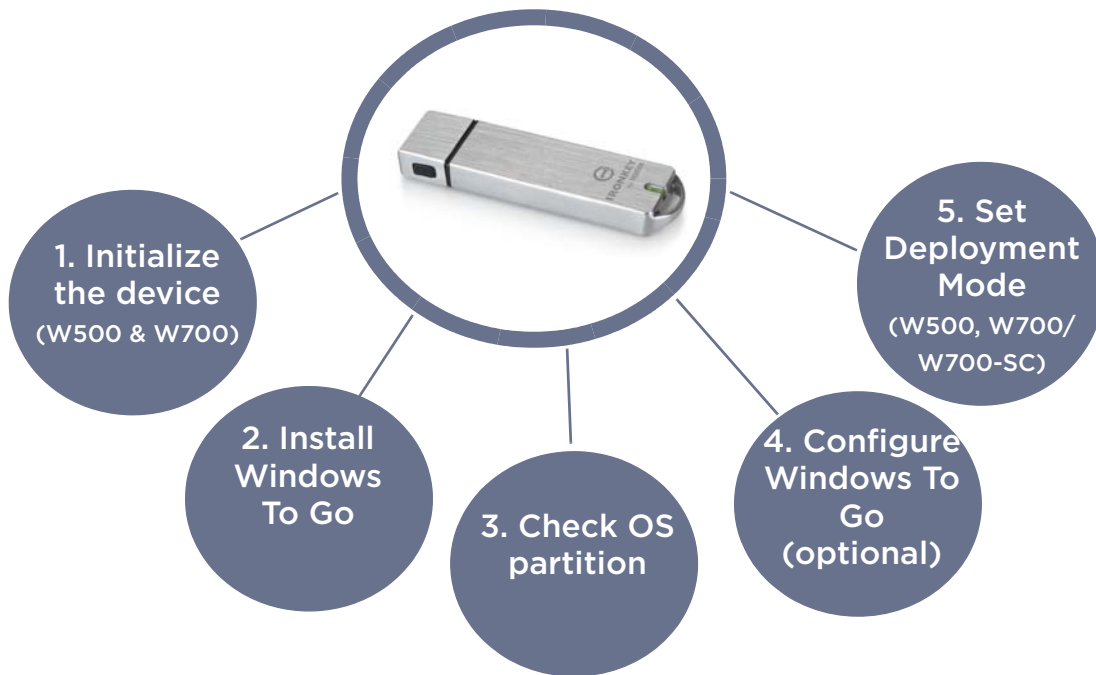 IRONKEY
1. Initialize
the device
(W500 & W700)
2. Install
Windows
To Go
3. Check OS
partition
4. Configure
Windows To
Go
(optional)
5. Set
Deployment
Mode
(W500, W700/
W700-SC)